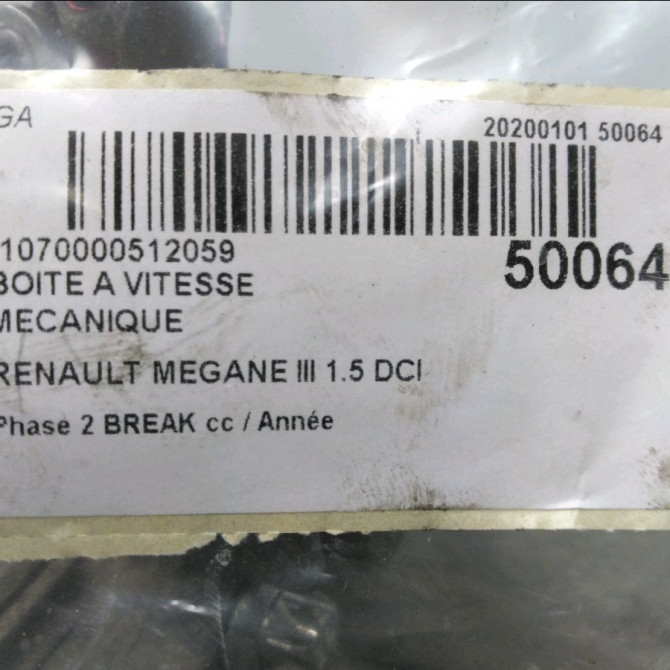 GA
20200101 50064
1070000512059
50064
BOITE A VITESSE
MECANIQUE
RENAULT MEGANE III 1.5 DCI
Phase 2 BREAK cc / Année